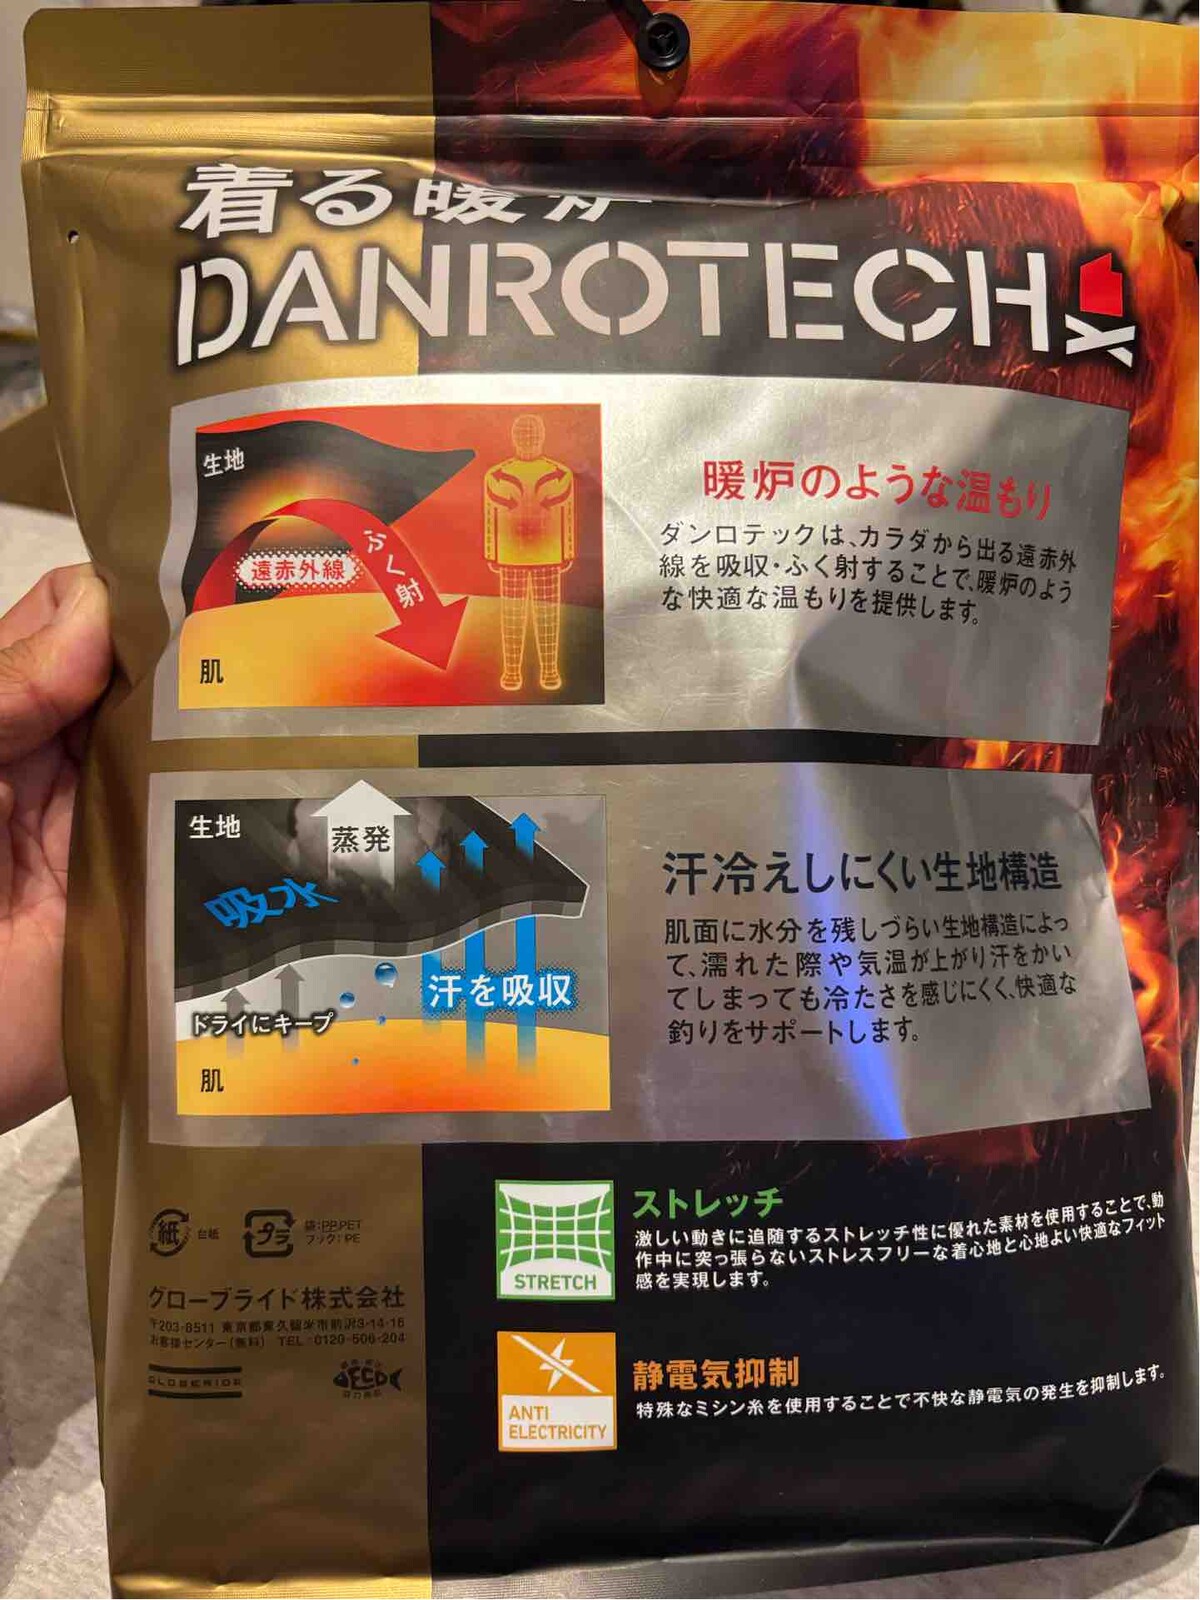 着る暖炉
DANROTECH X
生地
遠赤外線
ふく射
肌
暖炉のような温もり
ダンロテックは、カラダから出る遠赤外
線を吸収・ふく射することで、暖炉のよう
な快適な温もりを提供します。
生地
蒸発
吸水
汗を吸収
ドライにキープ
肌
汗冷えしにくい生地構造
肌面に水分を残しづらい生地構造によっ
て、濡れた際や気温が上がり汗をかい
てしまっても冷たさを感じにくく、快適な
釣りをサポートします。
紙
台紙
プラ
袋:PP,PET
フック:PE
グローブライド株式会社
〒203-8511 東京都東久留米市前沢3-14-16
お客様センター(無料) TEL:0120-506-204
GLOBERIDE
ECO
STRETCH
ストレッチ
激しい動きに追随するストレッチ性に優れた素材を使用することで、動
作中に突っ張らないストレスフリーな着心地と心地よい快適なフィット
感を実現します。
ANTI
ELECTRICITY
静電気抑制
特殊なミシン糸を使用することで不快な静電気の発生を抑制します。